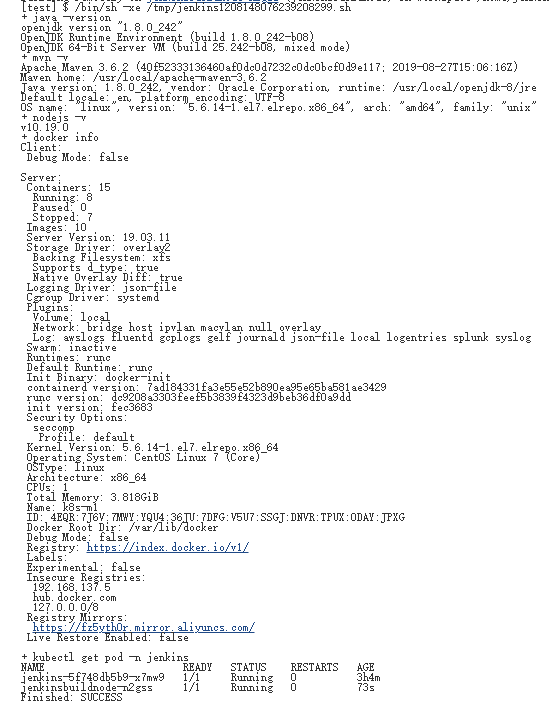 [test] $ /bin/sh -xe /tmp/jenkins1208148076239208299.sh
+ java -version
openjdk version "1.8.0_242"
OpenJDK Runtime Environment (build 1.8.0_242-b08)
OpenJDK 64-Bit Server VM (build 25.242-b08, mixed mode)
+ mvn -v
Apache Maven 3.6.2 (40f52333136460af0dc0d7232c0dc0bcf0d9e117; 2019-08-27T15:06:16Z)
Maven home: /usr/local/apache-maven-3.6.2
Java version: 1.8.0_242, vendor: Oracle Corporation, runtime: /usr/local/openjdk-8/jre
Default locale: en, platform encoding: UTF-8
OS name: "linux", version: "5.6.14-1.el7.elrepo.x86_64", arch: "amd64", family: "unix"
+ nodejs -v
v10.19.0
+ docker info
Client:
 Debug Mode: false

Server:
 Containers: 15
  Running: 8
  Paused: 0
  Stopped: 7
 Images: 10
 Server Version: 19.03.11
 Storage Driver: overlay2
  Backing Filesystem: xfs
  Supports d_type: true
  Native Overlay Diff: true
 Logging Driver: json-file
 Cgroup Driver: systemd
 Plugins:
  Volume: local
  Network: bridge host ipvlan macvlan null overlay
  Log: awslogs fluentd gcplogs gelf journald json-file local logentries splunk syslog
 Swarm: inactive
 Runtimes: runc
 Default Runtime: runc
 Init Binary: docker-init
 containerd version: 7ad184331fa3e55e52b890ea95e65ba581ae3429
 runc version: dc9208a3303feef5b3839f4323d9beb36df0a9dd
 init version: fec3683
 Security Options:
  seccomp
   Profile: default
 Kernel Version: 5.6.14-1.el7.elrepo.x86_64
 Operating System: CentOS Linux 7 (Core)
 OSType: linux
 Architecture: x86_64
 CPUs: 1
 Total Memory: 3.818GiB
 Name: k8s-m1
 ID: 4EQR:7J6V:7MWY:YQU4:36JU:7DFG:V5U7:SSGJ:DNVR:TPUX:ODAY:JPXG
 Docker Root Dir: /var/lib/docker
 Debug Mode: false
 Registry: https://index.docker.io/v1/
 Labels:
 Experimental: false
 Insecure Registries:
  192.168.137.5
  hub.docker.com
  127.0.0.0/8
 Registry Mirrors:
  https://fz5yth0r.mirror.aliyuncs.com/
 Live Restore Enabled: false

+ kubectl get pod -n jenkins
NAME READY STATUS RESTARTS AGE
jenkins-5f748db5b9-x7mw9 1/1 Running 0 3h4m
jenkinsbuildnode-n2gss 1/1 Running 0 73s
Finished: SUCCESS